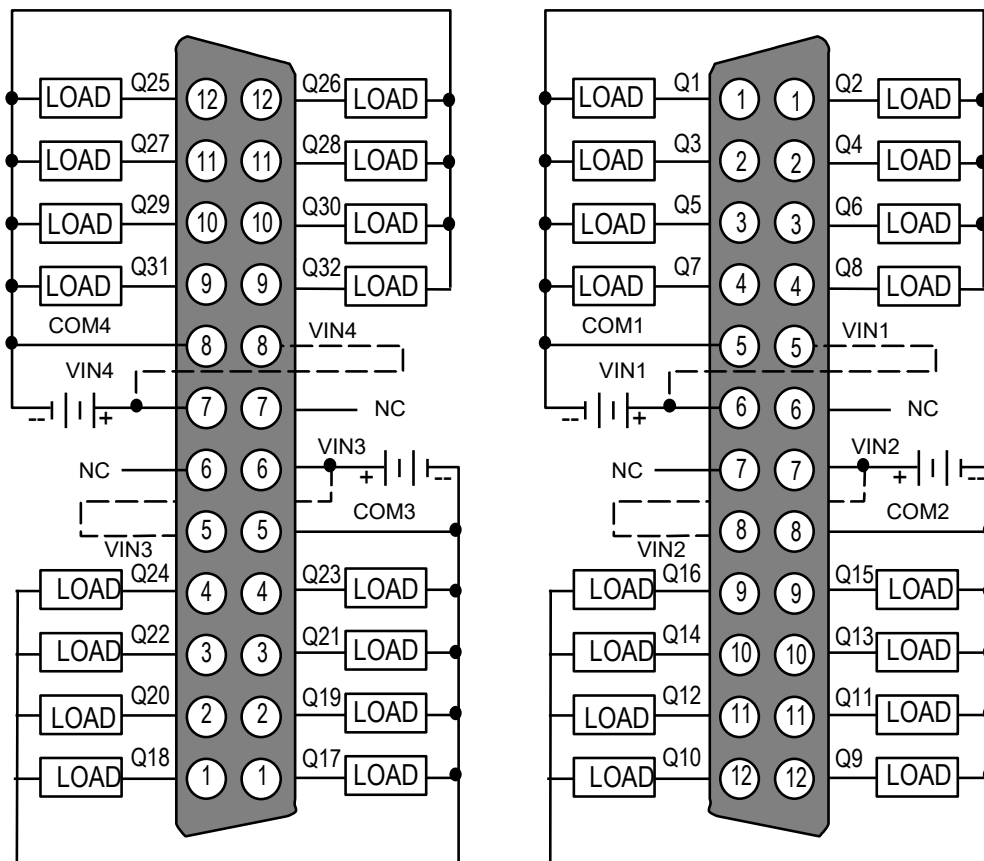 Q25 Q26 Q1 Q2
LOAD 12 12 LOAD LOAD 1 1 LOAD
Q27 Q28 Q3 Q4
LOAD 11 11 LOAD LOAD 2 2 LOAD
Q29 Q30 Q5 Q6
LOAD 10 10 LOAD LOAD 3 3 LOAD
Q31 Q32 Q7 Q8
LOAD 9 9 LOAD LOAD 4 4 LOAD
COM4 VIN4 COM1 VIN1
8 8 5 5
VIN4 VIN1
-- + 7 7 NC -- + 6 6 NC
VIN3 VIN2
NC 6 6 + -- NC 7 7 + --
COM3 COM2
5 5 8 8
VIN3 VIN2
Q24 Q23 Q16 Q15
LOAD 4 4 LOAD LOAD 9 9 LOAD
Q22 Q21 Q14 Q13
LOAD 3 3 LOAD LOAD 10 10 LOAD
Q20 Q19 Q12 Q11
LOAD 2 2 LOAD LOAD 11 11 LOAD
Q18 Q17 Q10 Q9
LOAD 1 1 LOAD LOAD 12 12 LOAD